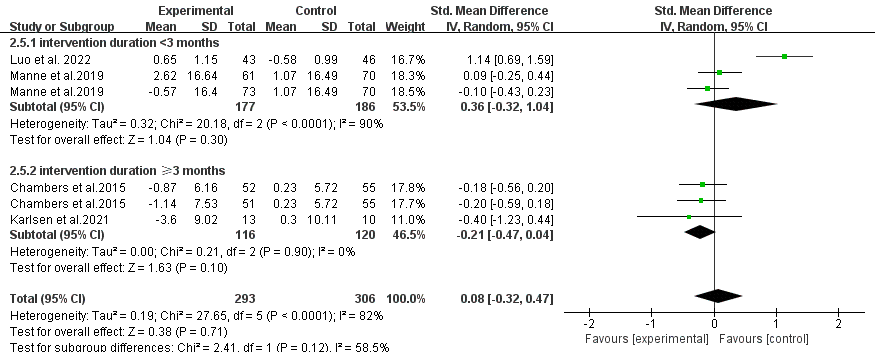 Experimental Control Std. Mean Difference Std. Mean Difference
Study or Subgroup Mean SD Total Mean SD Total Weight IV, Random, 95% CI IV, Random, 95% CI
2.5.1 intervention duration <3 months
Luo et al. 2022 0.65 1.15 43 -0.58 0.99 46 16.7% 1.14 [0.69, 1.59]
Manne et al.2019 2.62 16.64 61 1.07 16.49 70 18.3% 0.09 [-0.25, 0.44]
Manne et al.2019 -0.57 16.4 73 1.07 16.49 70 18.5% -0.10 [-0.43, 0.23]
Subtotal (95% CI) 177 186 53.5% 0.36 [-0.32, 1.04]
Heterogeneity: Tau² = 0.32; Chi² = 20.18, df = 2 (P < 0.0001); I² = 90%
Test for overall effect: Z = 1.04 (P = 0.30)
2.5.2 intervention duration ≥3 months
Chambers et al.2015 -0.87 6.16 52 0.23 5.72 55 17.8% -0.18 [-0.56, 0.20]
Chambers et al.2015 -1.14 7.53 51 0.23 5.72 55 17.8% -0.20 [-0.59, 0.18]
Karlsen et al.2021 -3.6 9.02 13 0.3 10.11 10 11.0% -0.40 [-1.23, 0.44]
Subtotal (95% CI) 116 120 46.5% -0.21 [-0.47, 0.04]
Heterogeneity: Tau² = 0.00; Chi² = 0.21, df = 2 (P = 0.90); I² = 0%
Test for overall effect: Z = 1.63 (P = 0.10)
Total (95% CI) 293 306 100.0% 0.08 [-0.32, 0.47]
Heterogeneity: Tau² = 0.19; Chi² = 27.65, df = 5 (P < 0.0001); I² = 82%
Test for overall effect: Z = 0.38 (P = 0.71)
Test for subgroup differences: Chi² = 2.41, df = 1 (P = 0.12), I² = 58.5%
-2 -1 0 1 2
Favours [experimental] Favours [control]